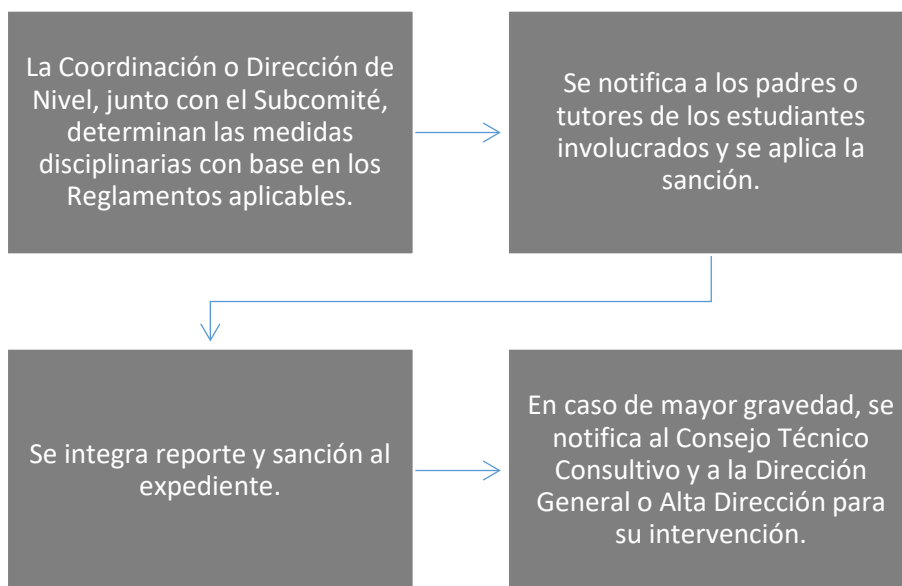 La Coordinación o Dirección de
Nivel, junto con el Subcomité,
determinan las medidas
disciplinarias con base en los
Reglamentos aplicables.
Se notifica a los padres o
tutores de los estudiantes
involucrados y se aplica la
sanción.
Se integra reporte y sanción al
expediente.
En caso de mayor gravedad, se
notifica al Consejo Técnico
Consultivo y a la Dirección
General o Alta Dirección para
su intervención.